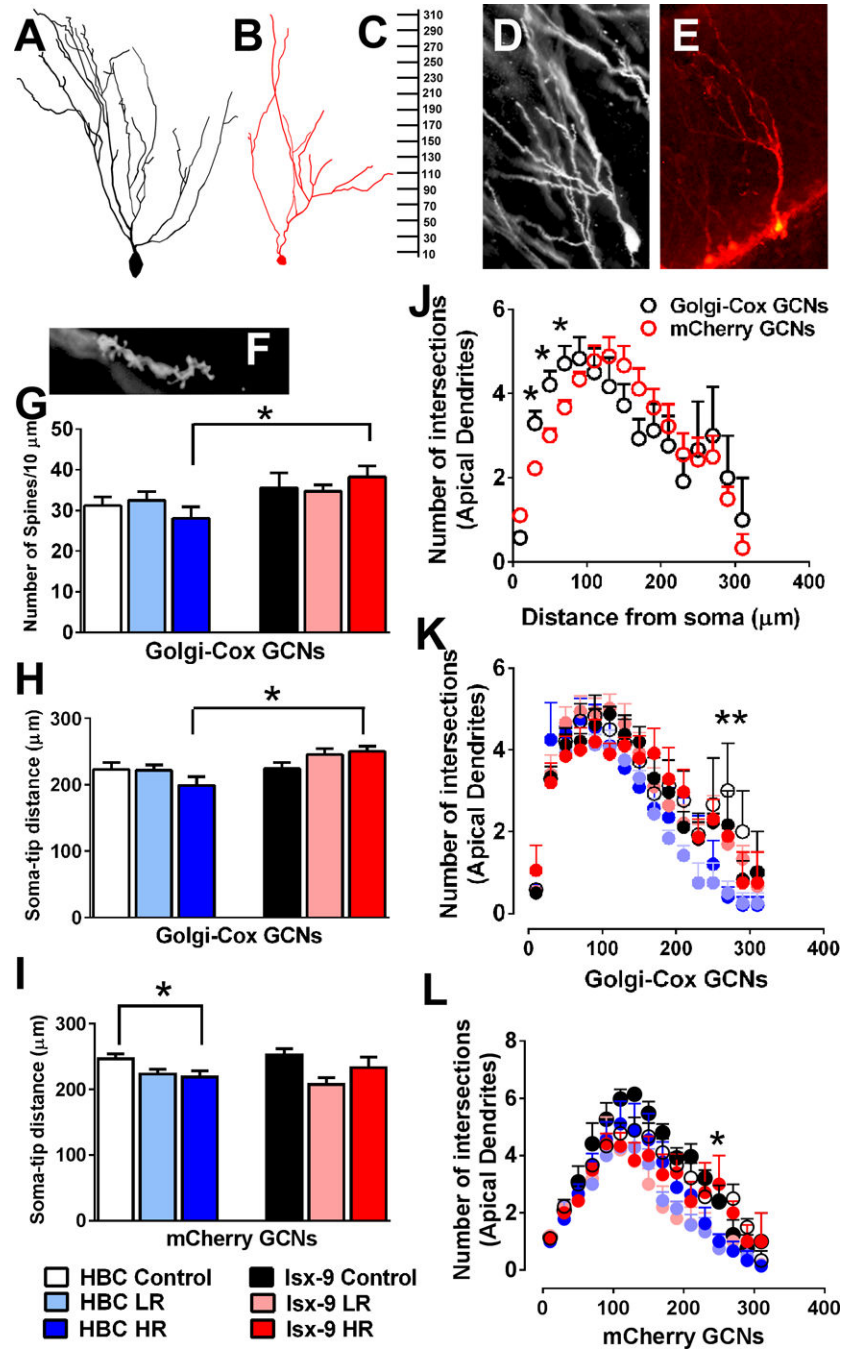 A
B
C
310
290
270
250
230
210
190
170
150
130
110
90
70
50
30
10
D
E
F
G
*
Number of Spines/10 μm
50
40
30
20
10
0
Golgi-Cox GCNs
H
*
Soma-tip distance (μm)
300
200
100
0
Golgi-Cox GCNs
I
*
Soma-tip distance (μm)
300
200
100
0
mCherry GCNs
HBC Control
HBC LR
HBC HR
Isx-9 Control
Isx-9 LR
Isx-9 HR
J
Golgi-Cox GCNs
mCherry GCNs
* * *
Number of intersections
(Apical Dendrites)
6
4
2
0
0 100 200 300 400
Distance from soma (μm)
K
**
Number of intersections
(Apical Dendrites)
6
4
2
0
0 100 200 300 400
Golgi-Cox GCNs
L
*
Number of intersections
(Apical Dendrites)
8
6
4
2
0
0 100 200 300 400
mCherry GCNs